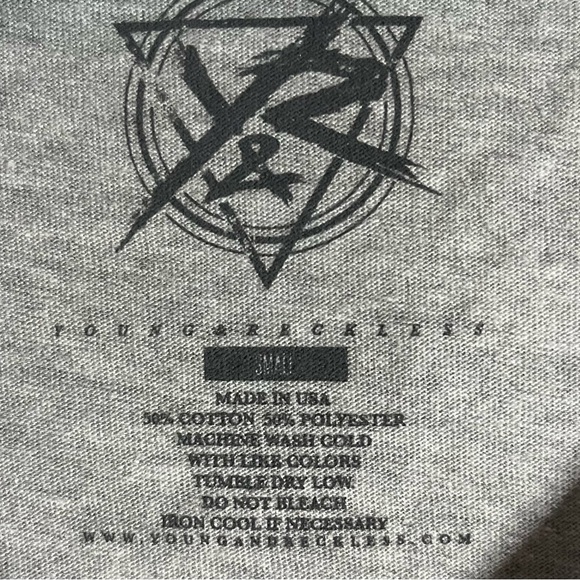 Y&R
YOUNG & RECKLESS
SMALL
MADE IN USA
50% COTTON 50% POLYESTER
MACHINE WASH COLD
WITH LIKE COLORS
TUMBLE DRY LOW
DO NOT BLEACH
IRON COOL IF NECESSARY
WWW.YOUNGANDRECKLESS.COM